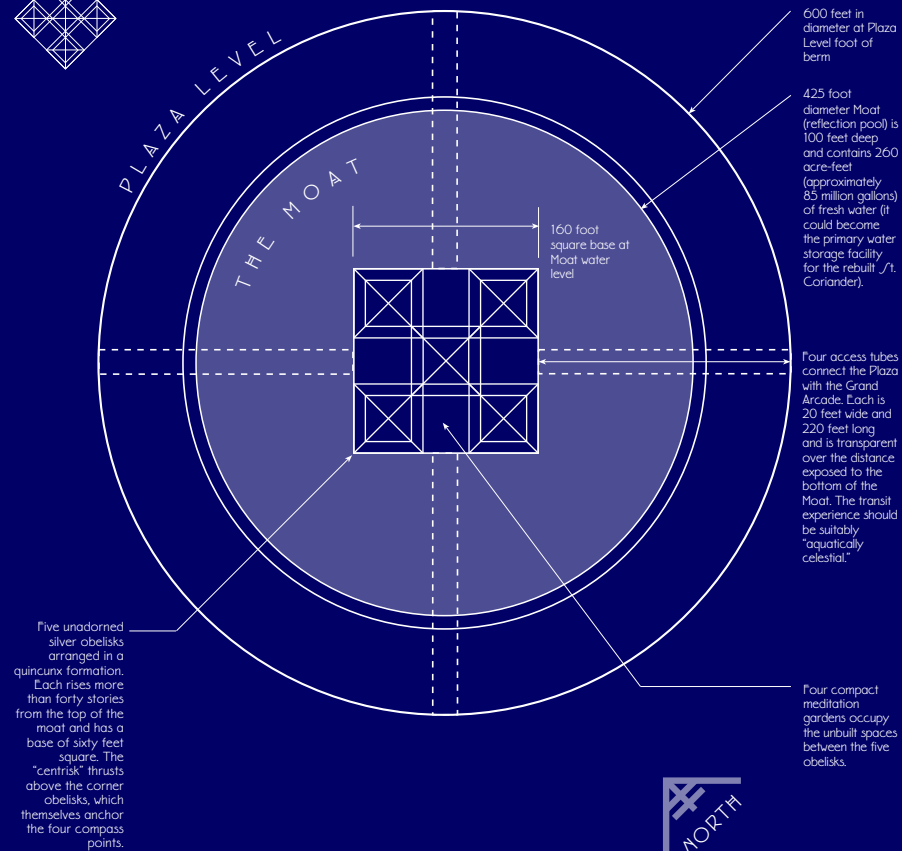 PLAZA LEVEL
THE MOAT
600 feet in
diameter at Plaza
Level foot of
berm
425 foot
diameter Moat
(reflection pool) is
100 feet deep
and contains 260
acre-feet
(approximately
85 million gallons)
of fresh water (it
could become
the primary water
storage facility
for the rebuilt St.
Coriander).
160 foot
square base at
Moat water
level
Four access tubes
connect the Plaza
with the Grand
Arcade. Each is
20 feet wide and
220 feet long
and is transparent
over the distance
exposed to the
bottom of the
Moat. The transit
experience should
be suitably
"aquatically
celestial."
Five unadorned
silver obelisks
arranged in a
quincunx formation.
Each rises more
than forty stories
from the top of the
moat and has a
base of sixty feet
square. The
"centrisk" thrusts
above the corner
obelisks, which
themselves anchor
the four compass
points.
Four compact
meditation
gardens occupy
the unbuilt spaces
between the five
obelisks.
NORTH